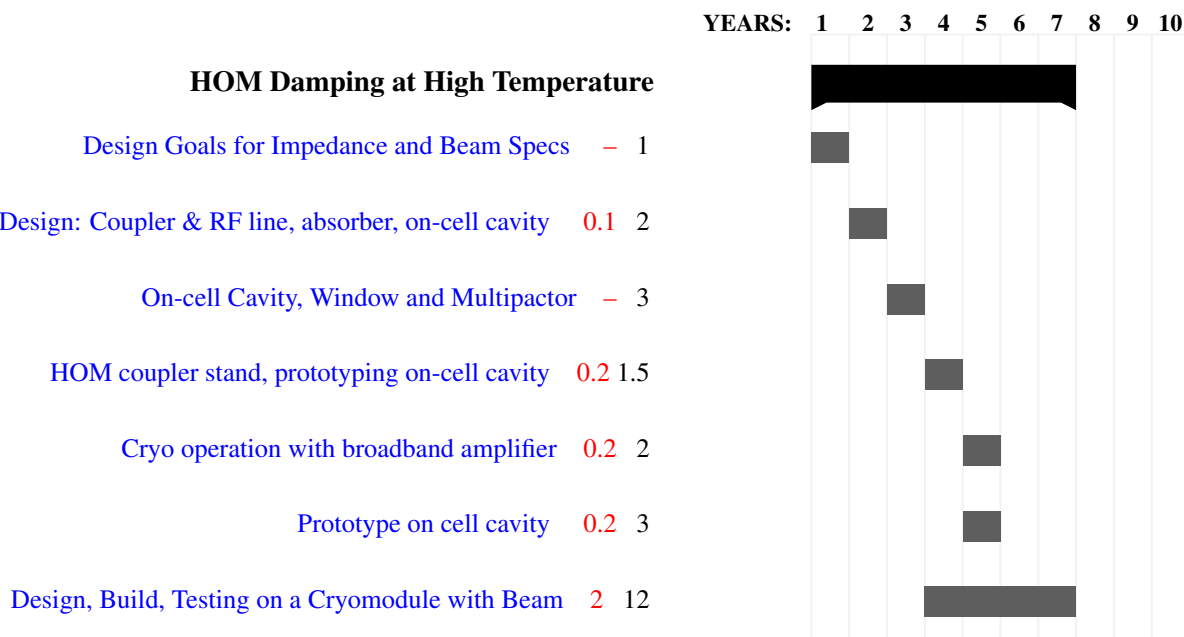 YEARS: 1 2 3 4 5 6 7 8 9 10
HOM Damping at High Temperature
Design Goals for Impedance and Beam Specs – 1
Design: Coupler & RF line, absorber, on-cell cavity 0.1 2
On-cell Cavity, Window and Multipactor – 3
HOM coupler stand, prototyping on-cell cavity 0.2 1.5
Cryo operation with broadband amplifier 0.2 2
Prototype on cell cavity 0.2 3
Design, Build, Testing on a Cryomodule with Beam 2 12